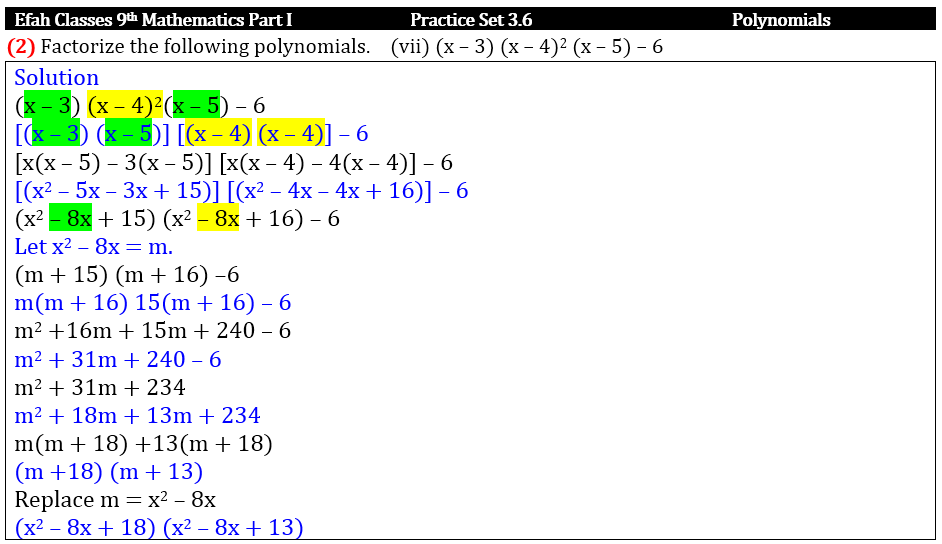 Efah Classes 9th Mathematics Part I Practice Set 3.6 Polynomials
(2) Factorize the following polynomials. (vii) (x – 3) (x – 4)² (x – 5) – 6
Solution
(x – 3) (x – 4)²(x – 5) – 6
[(x – 3) (x – 5)] [(x – 4) (x – 4)] – 6
[x(x – 5) – 3(x – 5)] [x(x – 4) – 4(x – 4)] – 6
[(x² – 5x – 3x + 15)] [(x² – 4x – 4x + 16)] – 6
(x² – 8x + 15) (x² – 8x + 16) – 6
Let x² – 8x = m.
(m + 15) (m + 16) –6
m(m + 16) 15(m + 16) – 6
m² +16m + 15m + 240 – 6
m² + 31m + 240 – 6
m² + 31m + 234
m² + 18m + 13m + 234
m(m + 18) +13(m + 18)
(m +18) (m + 13)
Replace m = x² – 8x
(x² – 8x + 18) (x² – 8x + 13)